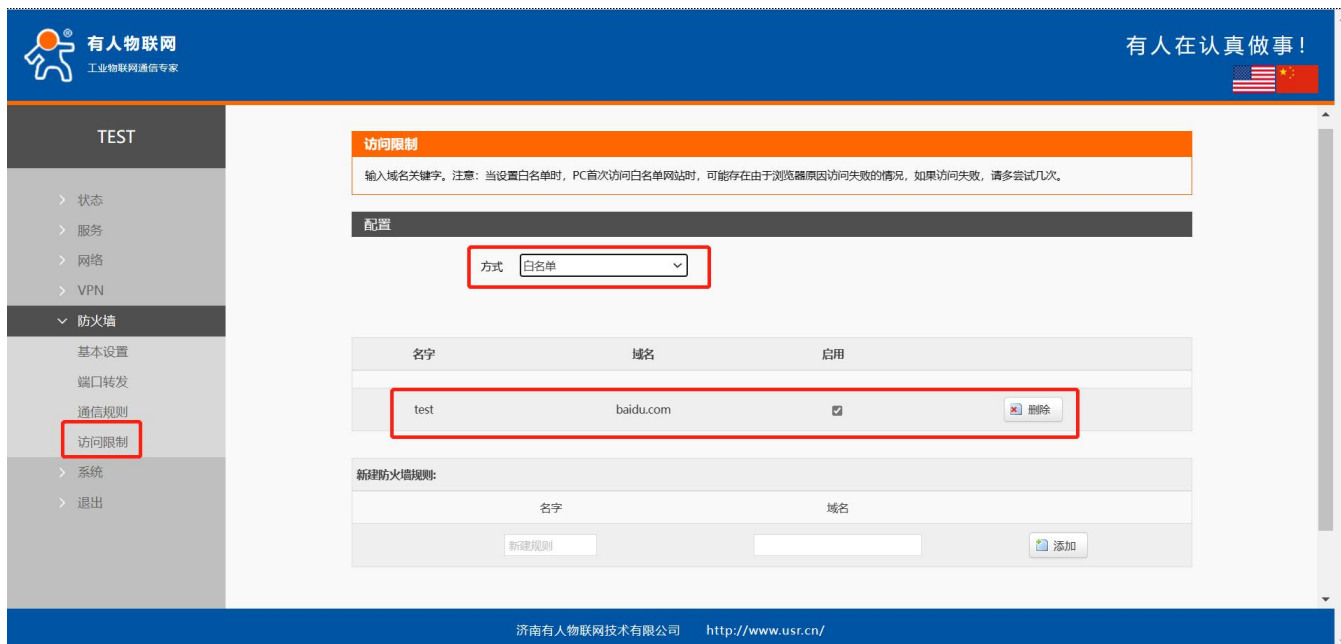 有人物联网
工业物联网通信专家
有人在认真做事!
TEST
状态
服务
网络
VPN
防火墙
基本设置
端口转发
通信规则
访问限制
系统
退出
访问限制
输入域名关键字。注意：当设置白名单时，PC首次访问白名单网站时，可能存在由于浏览器原因访问失败的情况，如果访问失败，请多尝试几次。
配置
方式 白名单
名字 域名 启用
test baidu.com 删除
新建防火墙规则:
名字 域名
新建规则 添加
济南有人物联网技术有限公司 http://www.usr.cn/